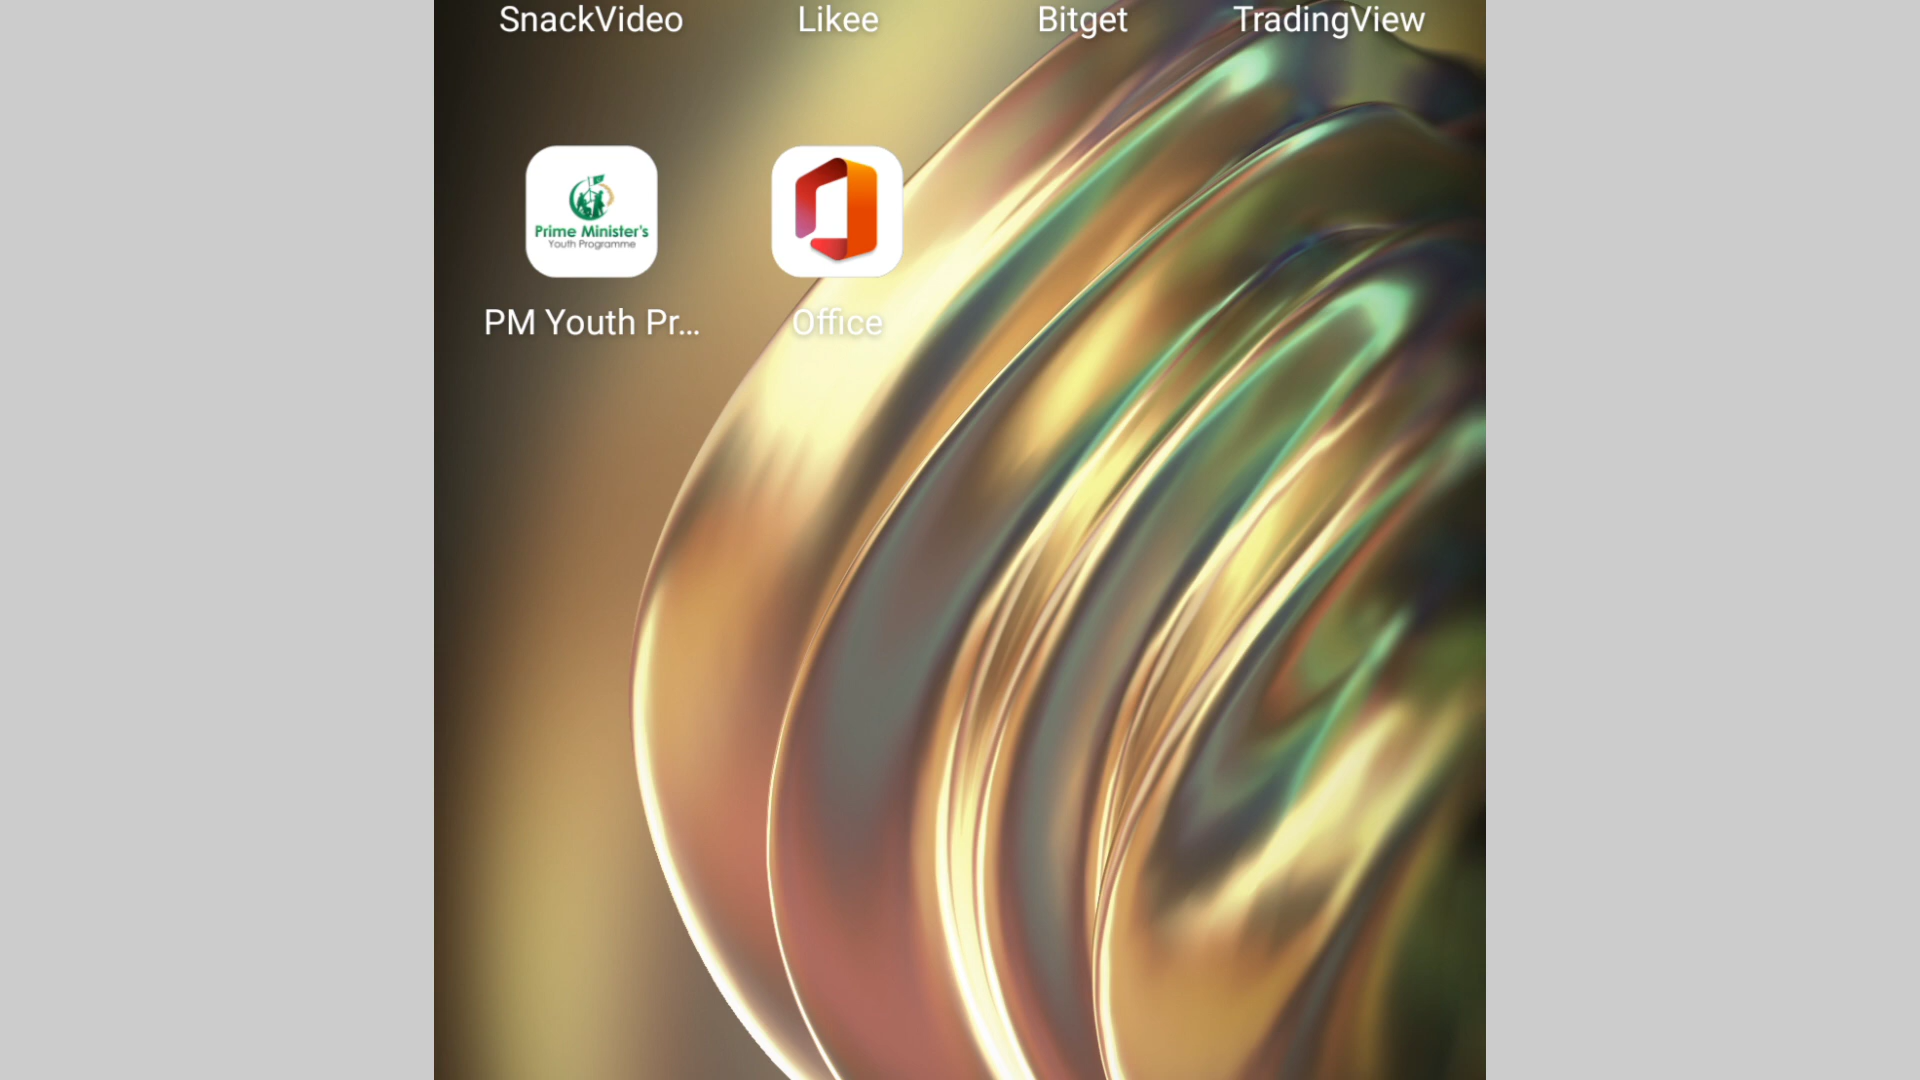 SnackVideo
Likee
Bitget
TradingView
Prime Minister's
Youth Programme
PM Youth Pr...
Office